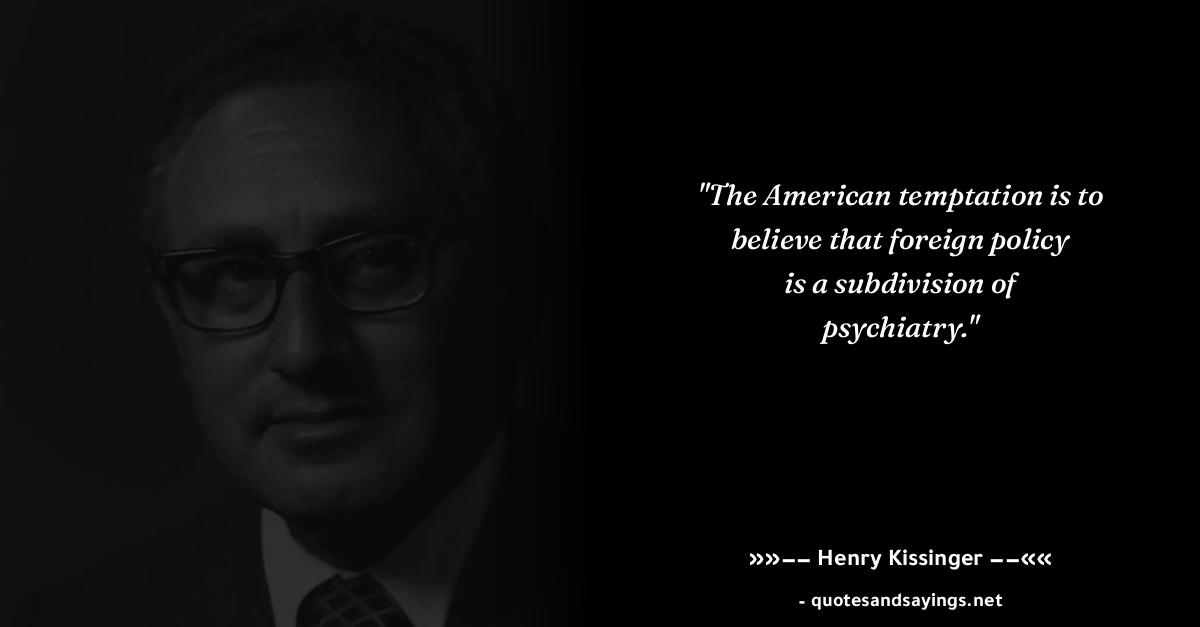 "The American temptation is to
believe that foreign policy
is a subdivision of
psychiatry."
»»−− Henry Kissinger −−««
- quotesandsayings.net